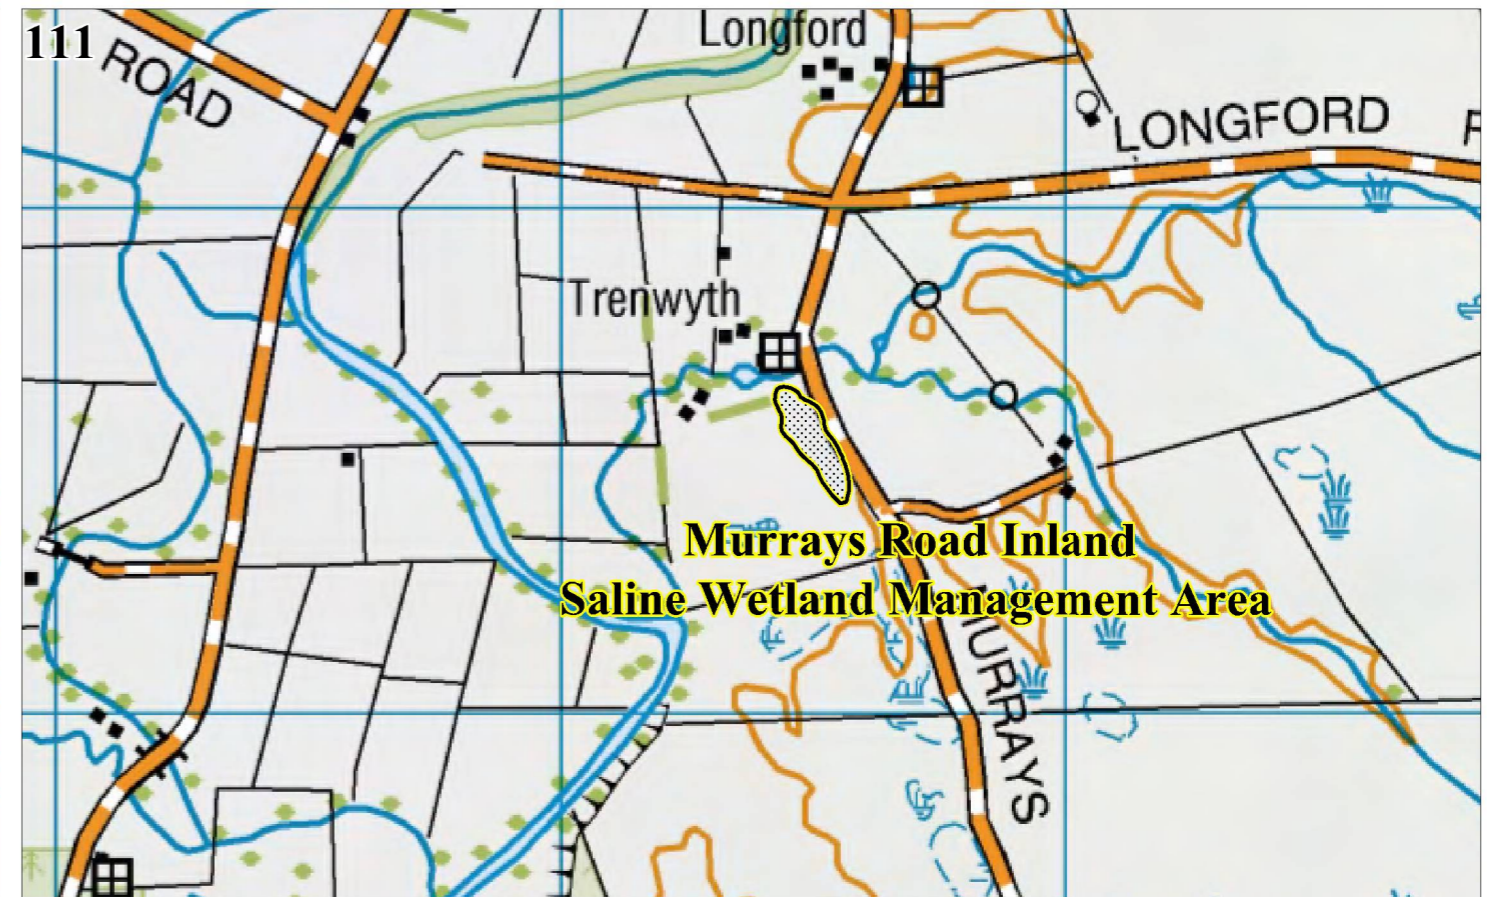 111
ROAD
Longford
LONGFORD
Trenwyth
Murrays Road Inland
Saline Wetland Management Area
MURRAYS